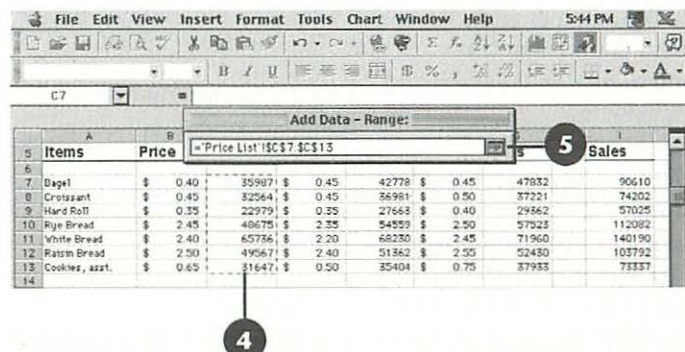 File Edit View Insert Format Tools Chart Window Help 5:44 PM
B I U $ % ,
C7 =
Add Data - Range:
='Price List'!$C$7:$C$13
5
A B I
5 Items Price s Sales
6
7 Bagel $ 0.40 35987 $ 0.45 42778 $ 0.45 47832 90610
8 Croissant $ 0.45 32564 $ 0.45 36981 $ 0.50 37221 74202
9 Hard Roll $ 0.35 22979 $ 0.35 27663 $ 0.40 29362 57025
10 Rye Bread $ 2.45 48675 $ 2.35 54559 $ 2.50 57523 112082
11 White Bread $ 2.40 65736 $ 2.20 68230 $ 2.45 71960 140190
12 Raisin Bread $ 2.50 49567 $ 2.40 51362 $ 2.55 52430 103792
13 Cookies, asst. $ 0.65 31647 $ 0.50 35404 $ 0.75 37933 73337
14
4